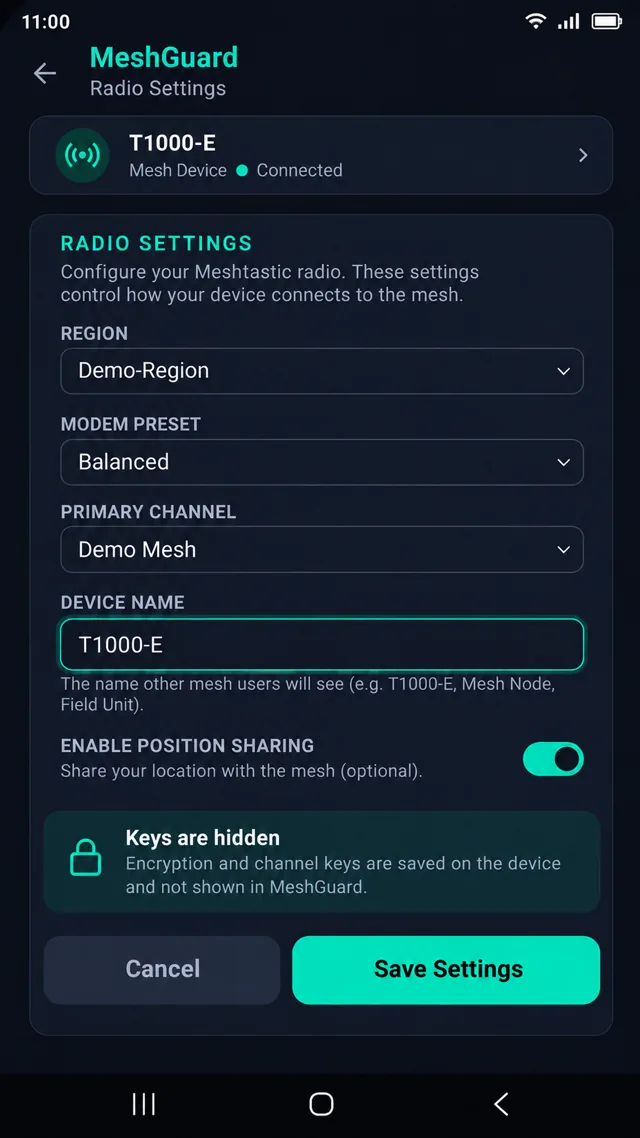 11:00
MeshGuard
Radio Settings
T1000-E
Mesh Device Connected
RADIO SETTINGS
Configure your Meshtastic radio. These settings
control how your device connects to the mesh.
REGION
Demo-Region
MODEM PRESET
Balanced
PRIMARY CHANNEL
Demo Mesh
DEVICE NAME
T1000-E
The name other mesh users will see (e.g. T1000-E, Mesh Node,
Field Unit).
ENABLE POSITION SHARING
Share your location with the mesh (optional).
Keys are hidden
Encryption and channel keys are saved on the device
and not shown in MeshGuard.
Cancel
Save Settings